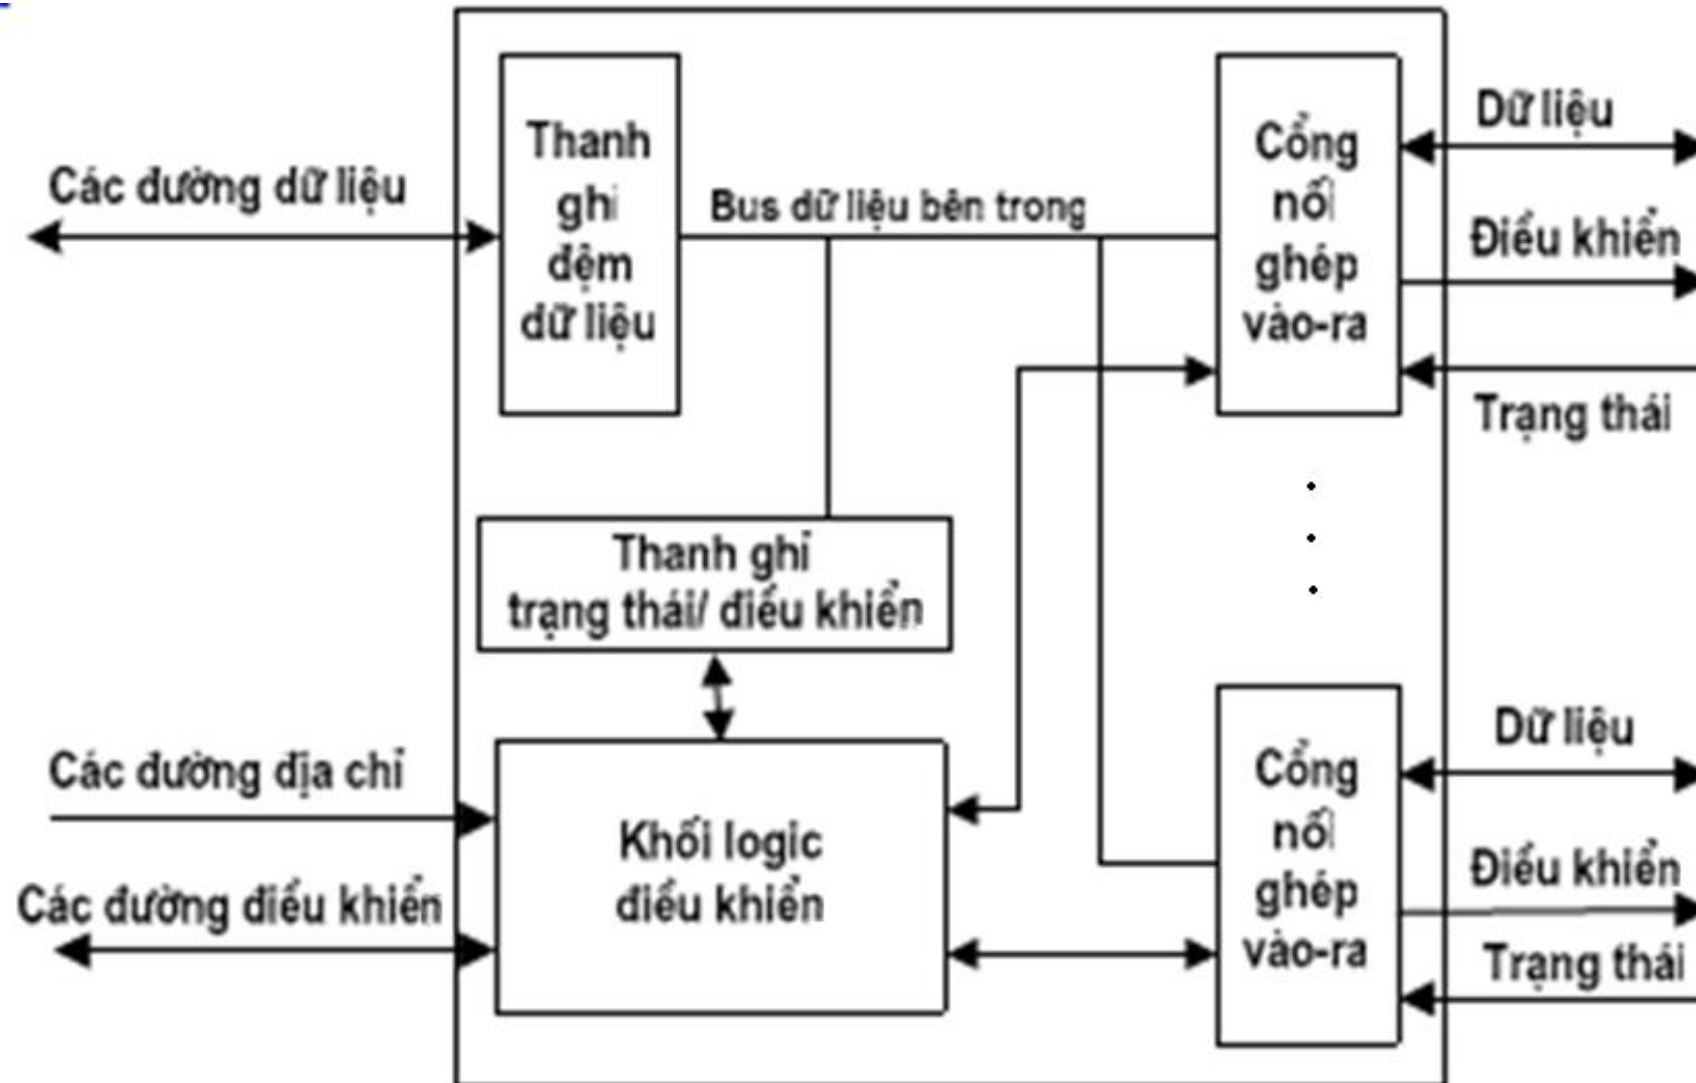 Các đường dữ liệu
Thanh
ghi
đệm
dữ liệu
Bus dữ liệu bên trong
Cổng
nối
ghép
vào-ra
Dữ liệu
Điều khiển
Trạng thái
Thanh ghi
trạng thái/ điều khiển
Các đường địa chỉ
Các đường điều khiển
Khối logic
điều khiển
Cổng
nối
ghép
vào-ra
Dữ liệu
Điều khiển
Trạng thái